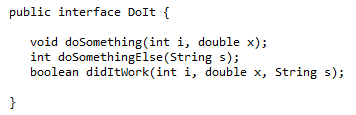 public interface DoIt {
void doSomething(int i, double x);
int doSomethingElse(String s);
boolean didItWork(int i, double x, String s);
}